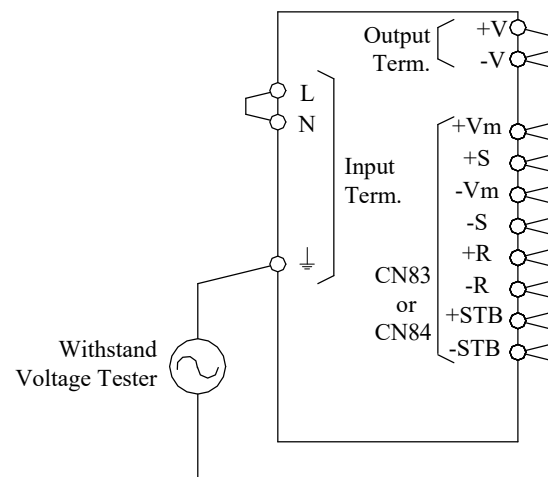 Output
Term.
+V
-V
L
N
Input
Term.
+Vm
+S
-Vm
-S
+R
-R
+STB
-STB
CN83
or
CN84
Withstand
Voltage Tester